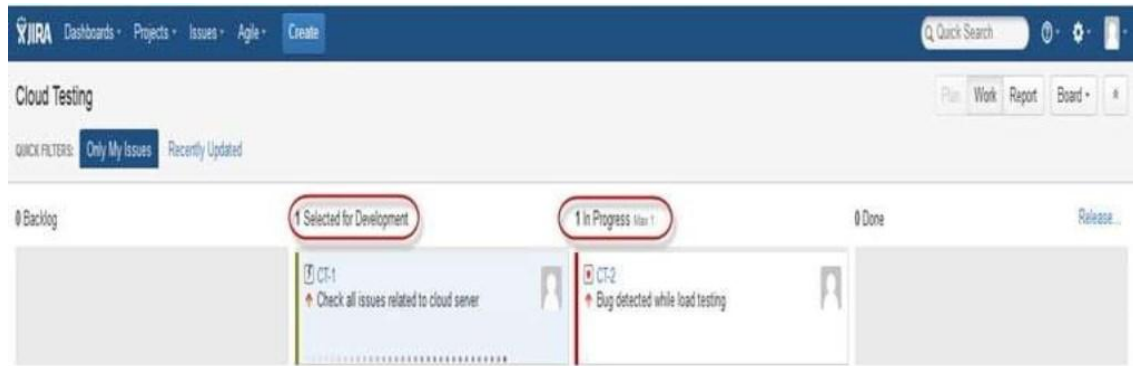 JIRA Dashboards Projects Issues Agile Create Quick Search
Cloud Testing Plan Work Report Board
QUICK FILTERS: Only My Issues Recently Updated
0 Backlog 1 Selected for Development 1 In Progress Max 1 0 Done Release...
CT-1 CT-2
Check all issues related to cloud server Bug detected while load testing